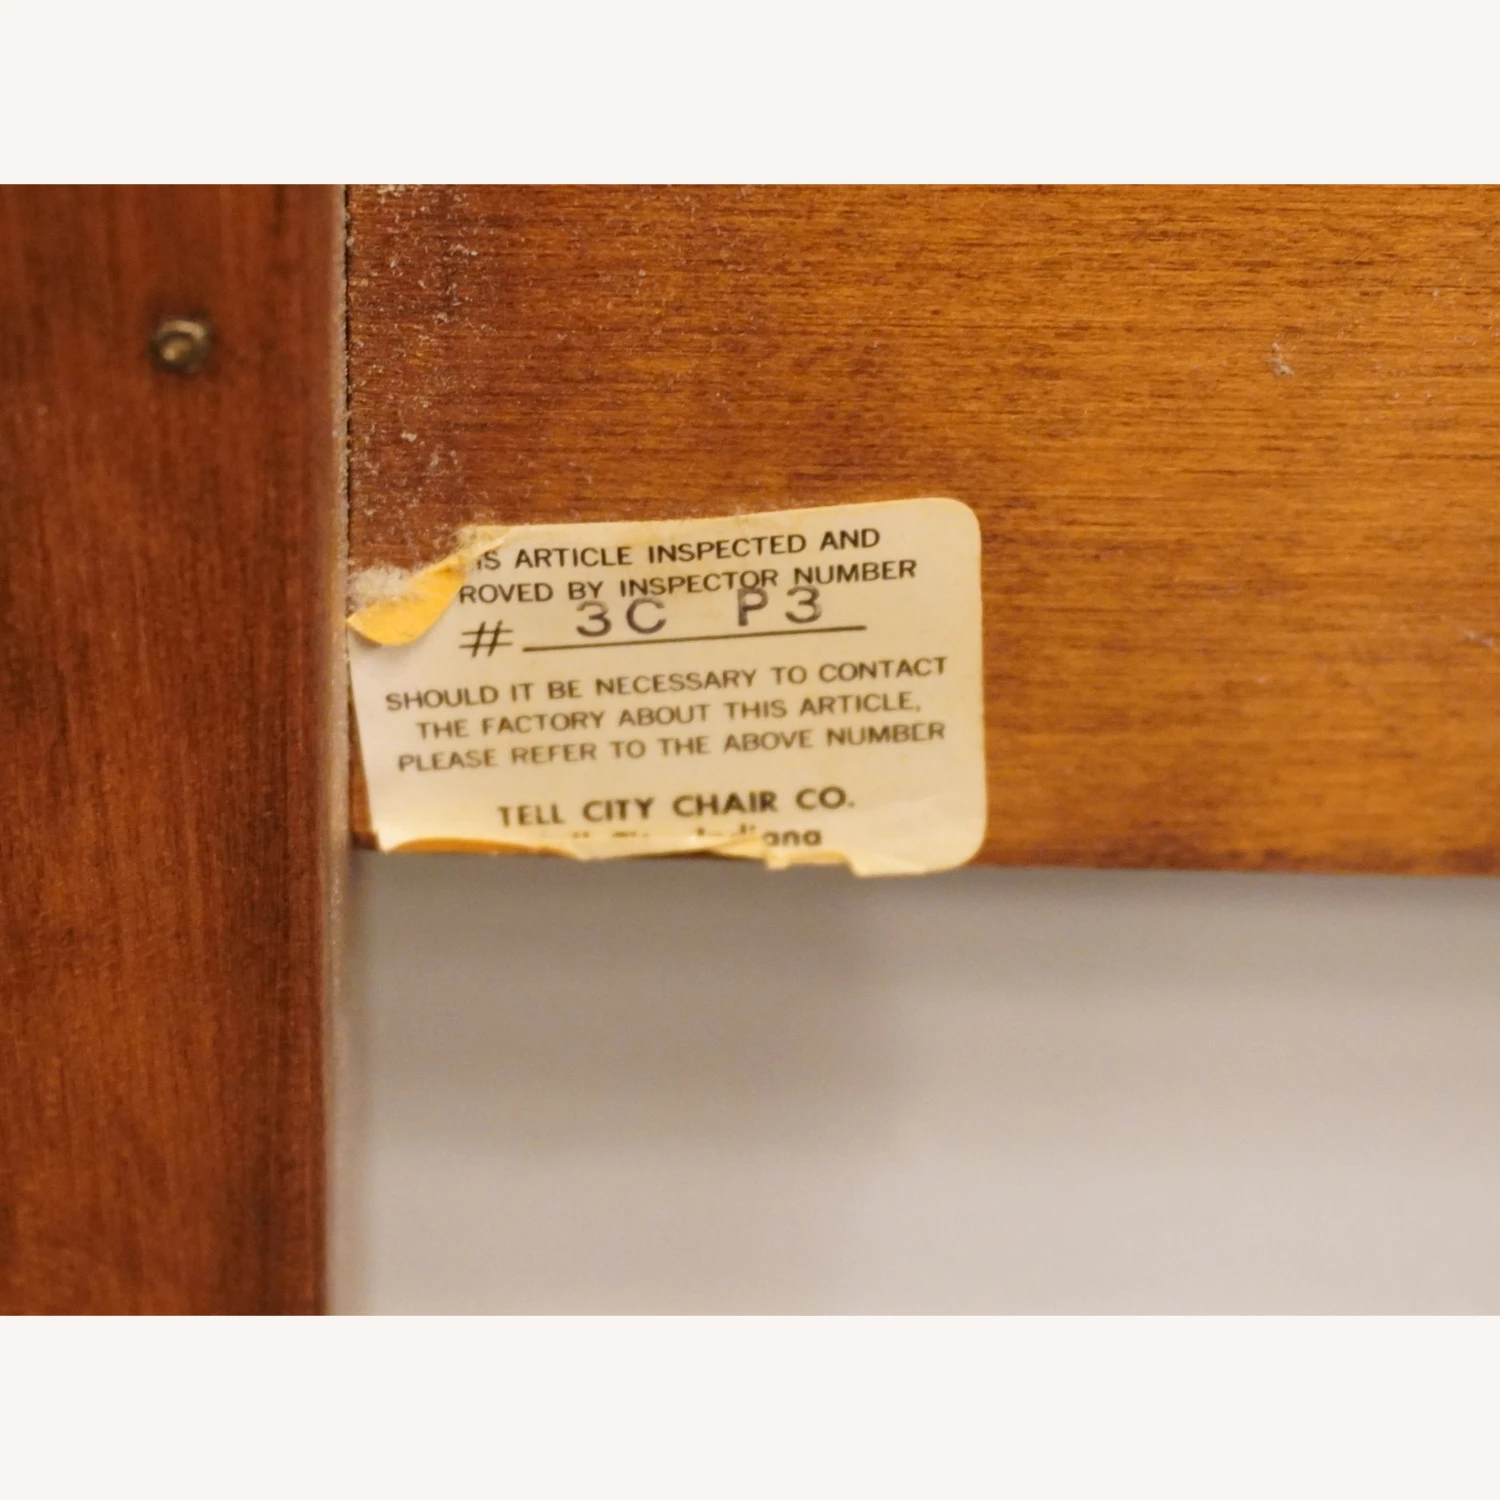 IS ARTICLE INSPECTED AND
ROVED BY INSPECTOR NUMBER
# 3C P3
SHOULD IT BE NECESSARY TO CONTACT
THE FACTORY ABOUT THIS ARTICLE,
PLEASE REFER TO THE ABOVE NUMBER
TELL CITY CHAIR CO.
Indiana